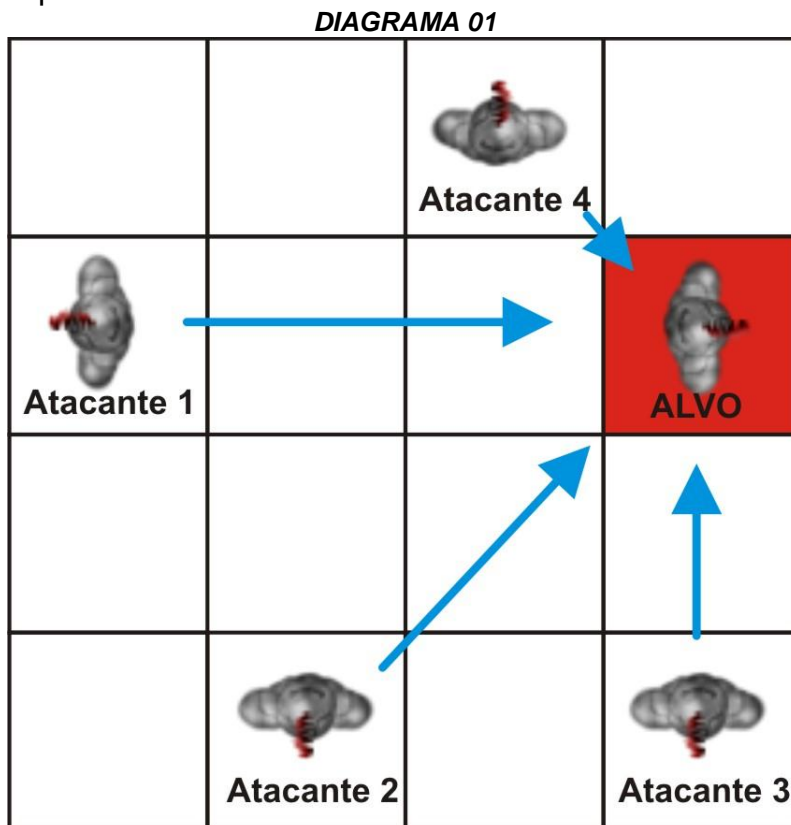 DIAGRAMA 01
Atacante 4
Atacante 1
ALVO
Atacante 2
Atacante 3